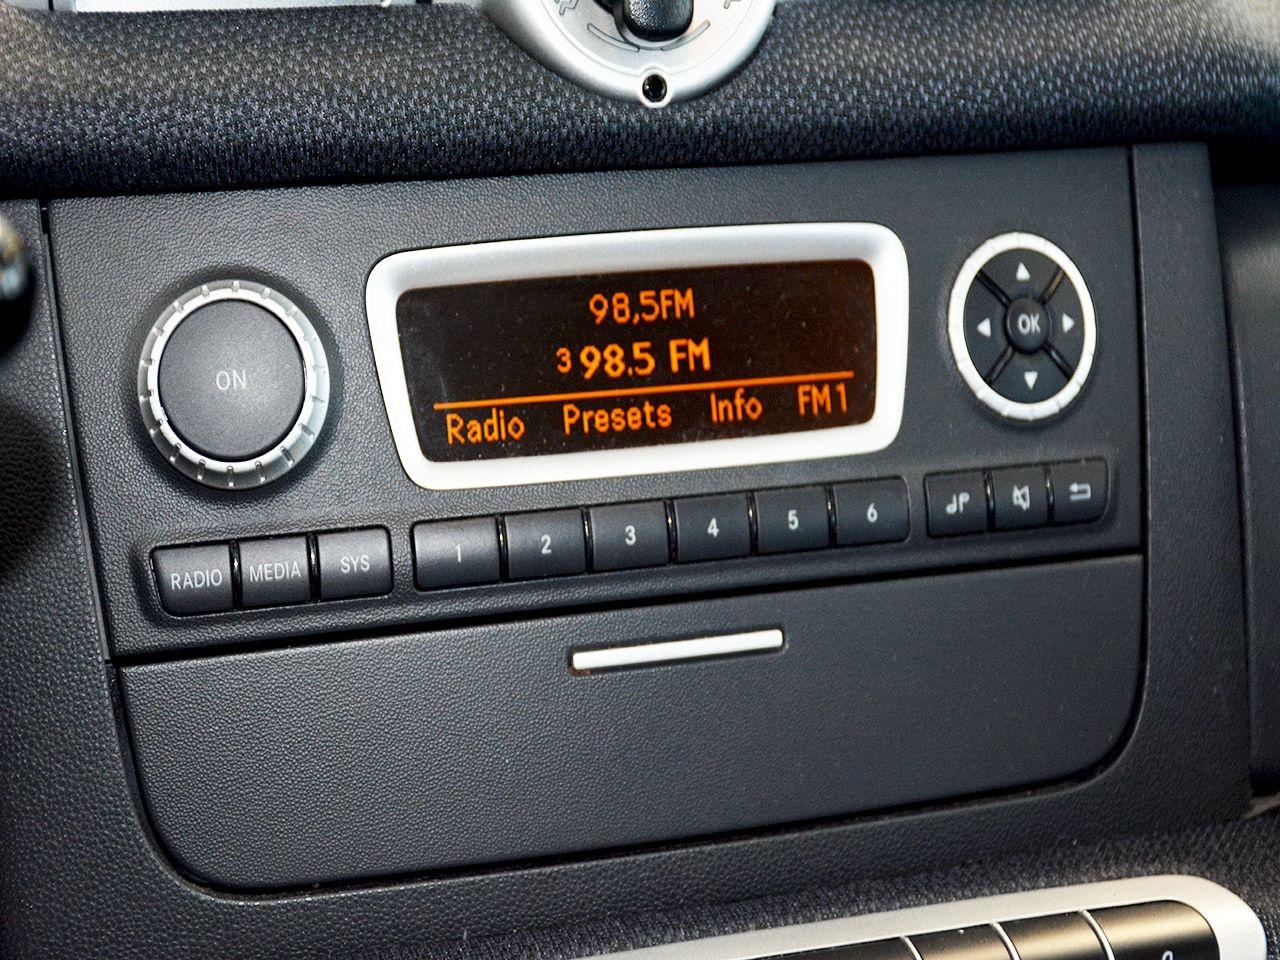 98,5FM
3 98.5 FM
Radio Presets Info FM1
ON
OK
RADIO MEDIA SYS
1 2 3 4 5 6